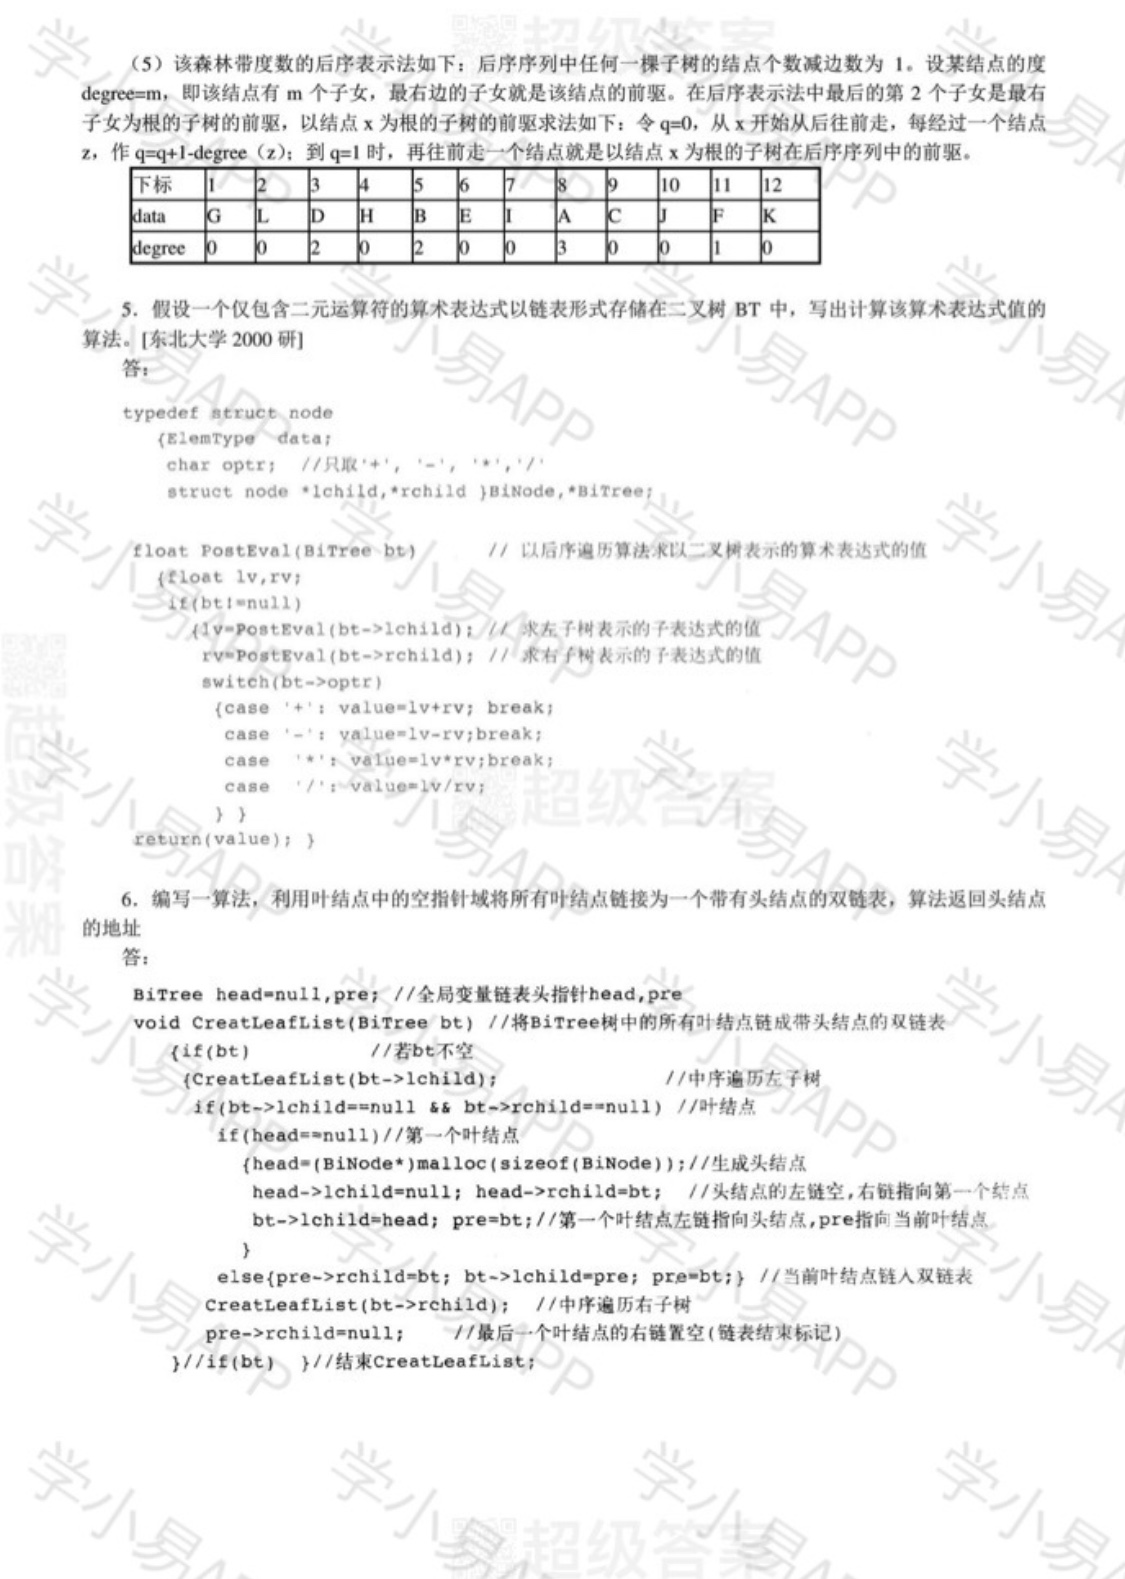 （5）该森林带度数的后序表示法如下：后序序列中任何一棵子树的结点个数减边数为 1。设某结点的度
degree=m，即该结点有 m 个子女，最右边的子女就是该结点的前驱。在后序表示法中最后的第 2 个子女是最右
子女为根的子树的前驱，以结点 x 为根的子树的前驱求法如下：令 q=0，从 x 开始从后往前走，每经过一个结点
z，作 q=q+1-degree（z）；到 q=1 时，再往前走一个结点就是以结点 x 为根的子树在后序序列中的前驱。
下标 1 2 3 4 5 6 7 8 9 10 11 12
data G L D H B E I A C J F K
degree 0 0 2 0 2 0 0 3 0 0 1 0
5．假设一个仅包含二元运算符的算术表达式以链表形式存储在二叉树 BT 中，写出计算该算术表达式值的
算法。[东北大学 2000 研]
答：
typedef struct node
{ElemType data;
char optr; //只取'+', '-', '*','/'
struct node *lchild,*rchild }BiNode,*BiTree;
float PostEval(BiTree bt) // 以后序遍历算法求以二叉树表示的算术表达式的值
{float lv,rv;
if(bt!=null)
{lv=PostEval(bt->lchild); // 求左子树表示的子表达式的值
rv=PostEval(bt->rchild); // 求右子树表示的子表达式的值
switch(bt->optr)
{case '+': value=lv+rv; break;
case '-': value=lv-rv;break;
case '*': value=lv*rv;break;
case '/': value=lv/rv;
} }
return(value); }
6．编写一算法，利用叶结点中的空指针域将所有叶结点链接为一个带有头结点的双链表，算法返回头结点
的地址
答：
BiTree head=null,pre; //全局变量链表头指针head,pre
void CreatLeafList(BiTree bt) //将BiTree树中的所有叶结点链成带头结点的双链表
{if(bt) //若bt不空
{CreatLeafList(bt->lchild); //中序遍历左子树
if(bt->lchild==null && bt->rchild==null) //叶结点
if(head==null)//第一个叶结点
{head=(BiNode*)malloc(sizeof(BiNode));//生成头结点
head->lchild=null; head->rchild=bt; //头结点的左链空,右链指向第一个结点
bt->lchild=head; pre=bt;//第一个叶结点左链指向头结点,pre指向当前叶结点
}
else{pre->rchild=bt; bt->lchild=pre; pre=bt;} //当前叶结点链入双链表
CreatLeafList(bt->rchild); //中序遍历右子树
pre->rchild=null; //最后一个叶结点的右链置空(链表结束标记)
}//if(bt) }//结束CreatLeafList;
学小易APP
超级答案